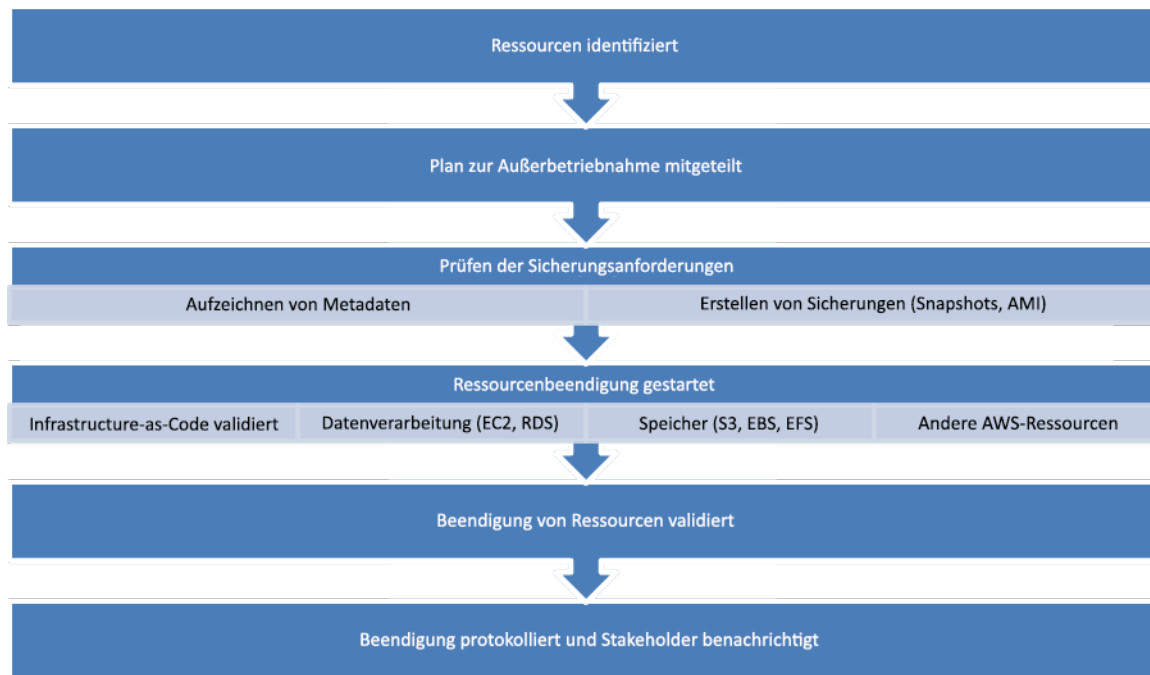 Ressourcen identifiziert
Plan zur Außerbetriebnahme mitgeteilt
Prüfen der Sicherungsanforderungen
Aufzeichnen von Metadaten
Erstellen von Sicherungen (Snapshots, AMI)
Ressourcenbeendigung gestartet
Infrastructure-as-Code validiert
Datenverarbeitung (EC2, RDS)
Speicher (S3, EBS, EFS)
Andere AWS-Ressourcen
Beendigung von Ressourcen validiert
Beendigung protokolliert und Stakeholder benachrichtigt